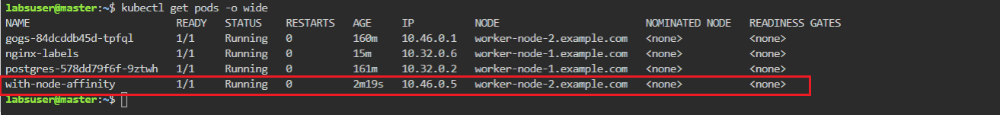 labsuser@master:~$ kubectl get pods -o wide
NAME READY STATUS RESTARTS AGE IP NODE NOMINATED NODE READINESS GATES
gogs-84dcddb45d-tpfql 1/1 Running 0 160m 10.46.0.1 worker-node-2.example.com <none> <none>
nginx-labels 1/1 Running 0 15m 10.32.0.6 worker-node-1.example.com <none> <none>
postgres-578dd79f6f-9ztwh 1/1 Running 0 161m 10.32.0.2 worker-node-1.example.com <none> <none>
with-node-affinity 1/1 Running 0 2m19s 10.46.0.5 worker-node-2.example.com <none> <none>
labsuser@master:~$